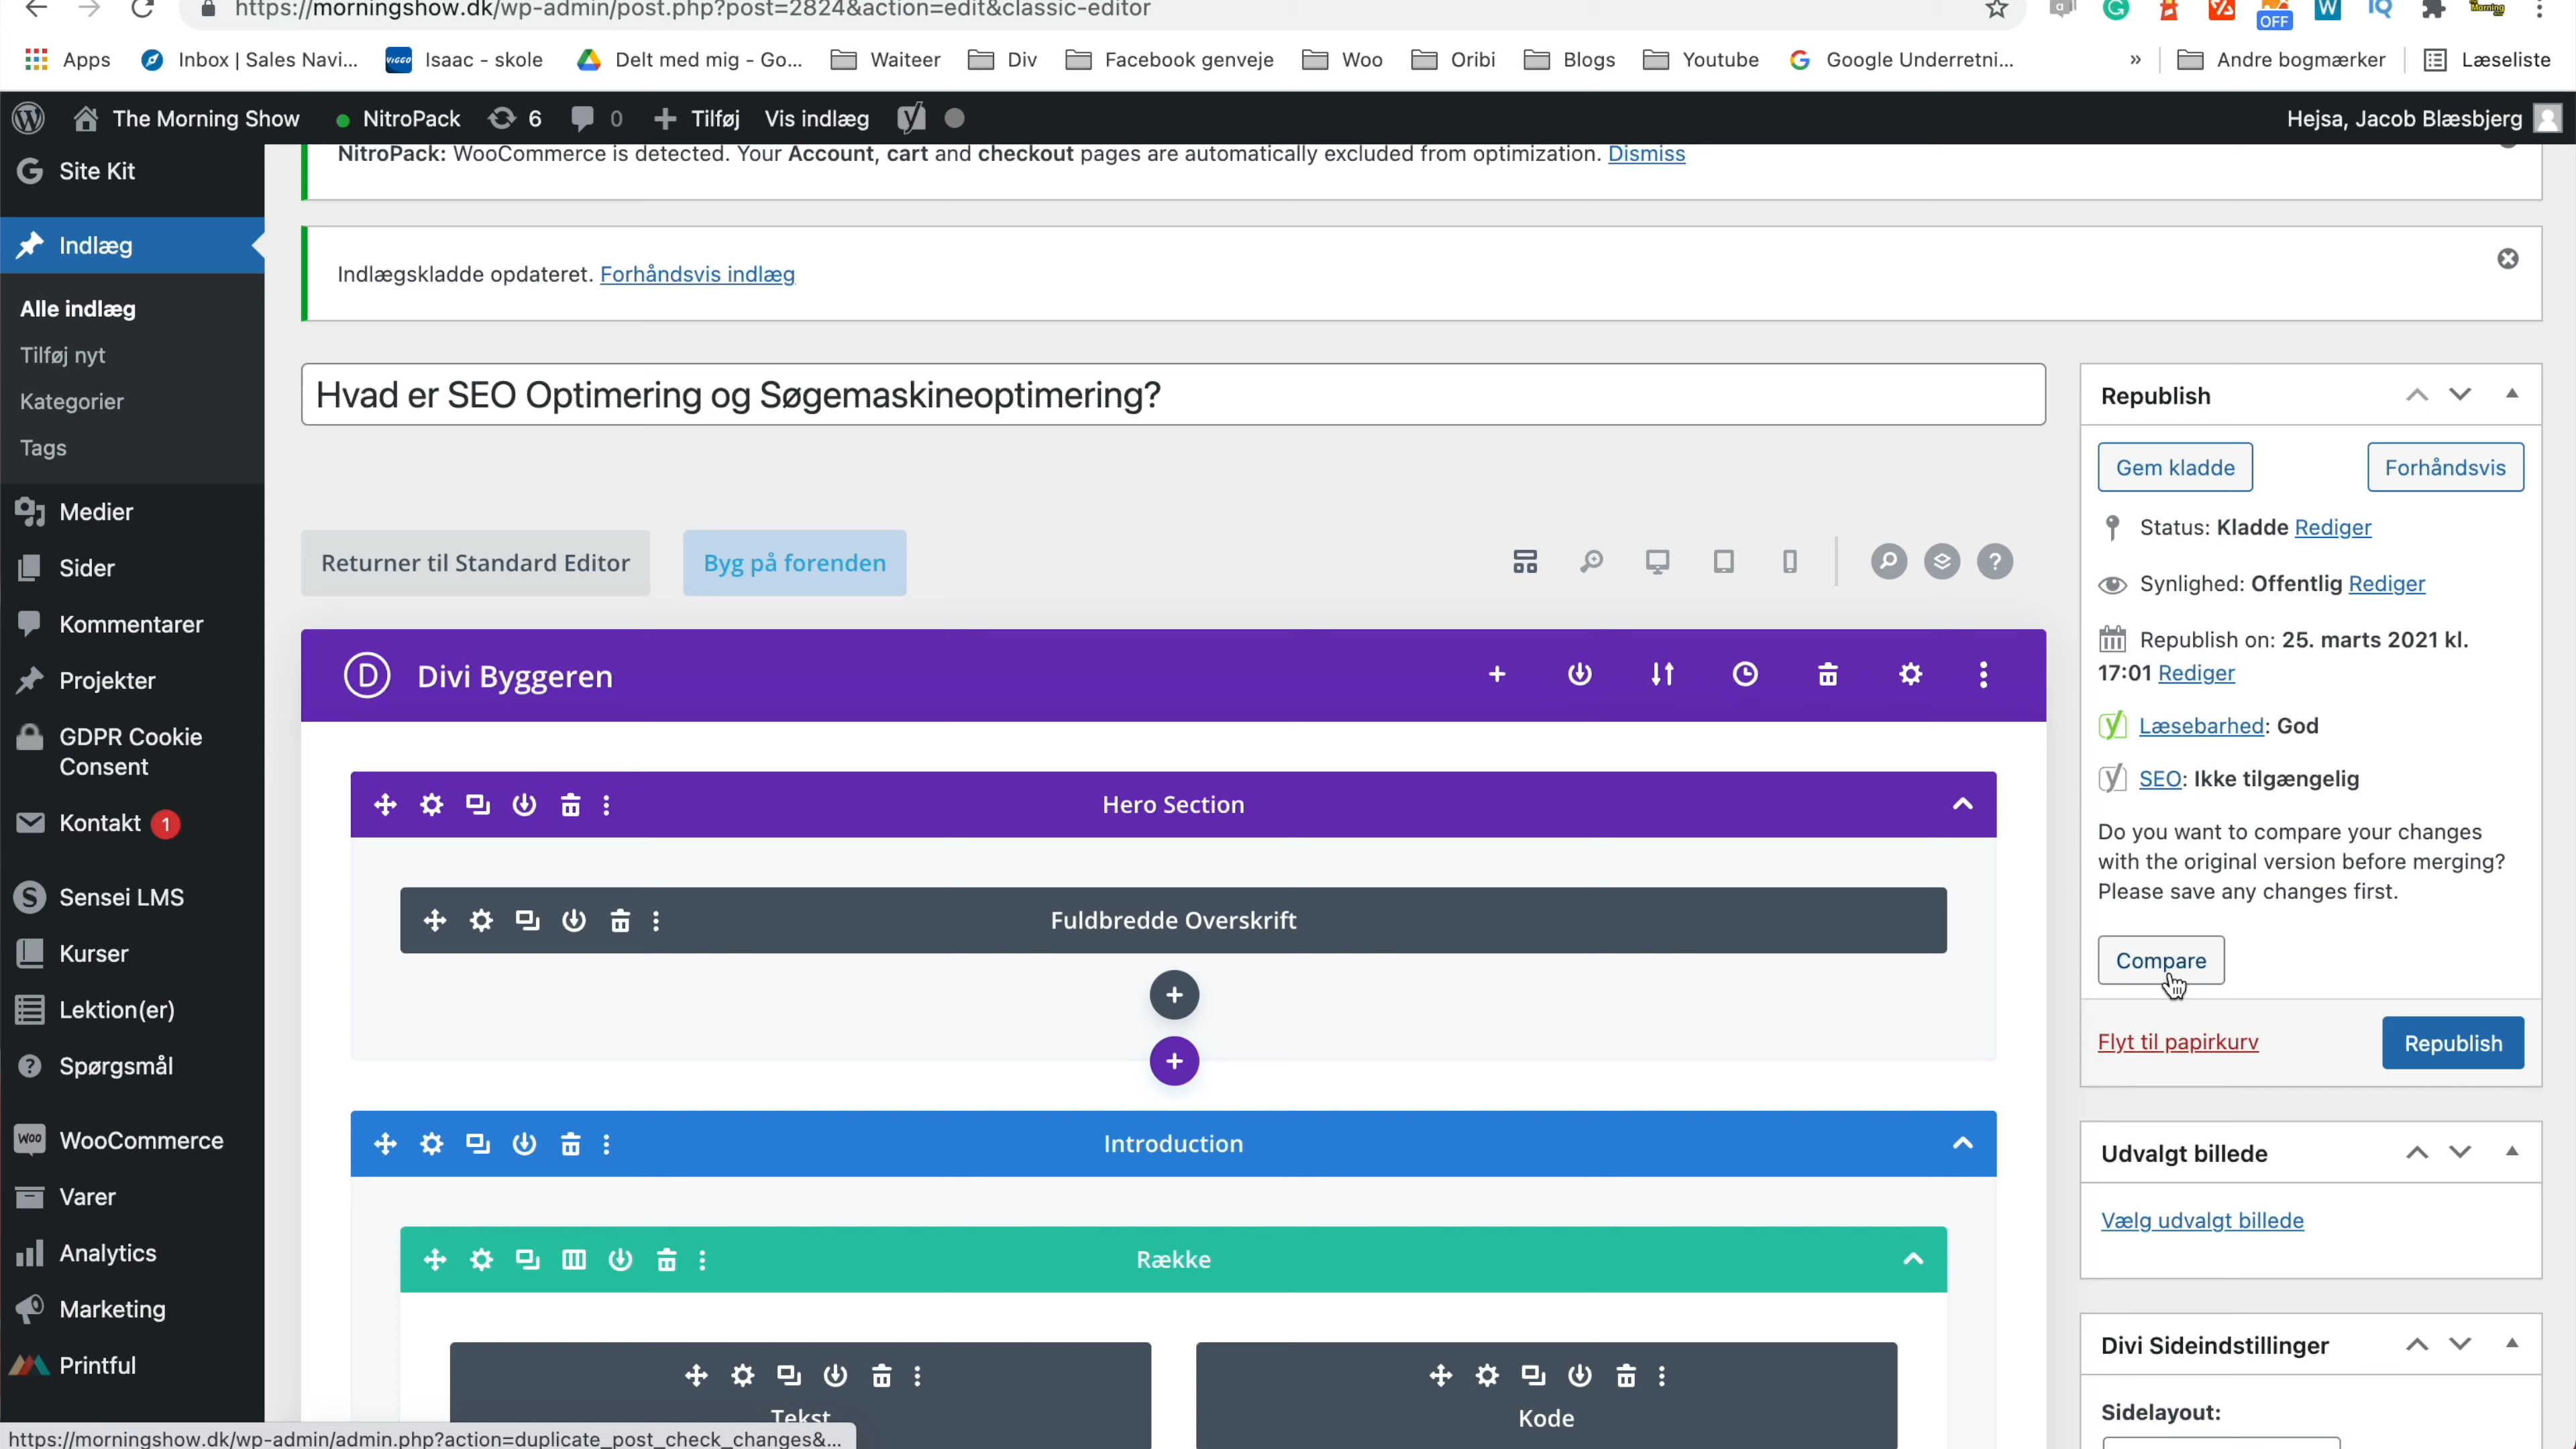 https://morningshow.dk/wp-admin/post.php?post=2824&action=edit&classic-editor
OFF
W
IQ
Apps
Inbox | Sales Navi...
VIGGO
Isaac - skole
Delt med mig - Go...
Waiteer
Div
Facebook genveje
Woo
Oribi
Blogs
Youtube
Google Underretni...
»
Andre bogmærker
Læseliste
The Morning Show
NitroPack
6
0
Tilføj
Vis indlæg
Hejsa, Jacob Blæsbjerg
Site Kit
Indlæg
Alle indlæg
Tilføj nyt
Kategorier
Tags
Medier
Sider
Kommentarer
Projekter
GDPR Cookie
Consent
Kontakt 1
Sensei LMS
Kurser
Lektion(er)
Spørgsmål
WOO WooCommerce
Varer
Analytics
Marketing
Printful
NitroPack: WooCommerce is detected. Your Account, cart and checkout pages are automatically excluded from optimization. Dismiss
Indlægskladde opdateret. Forhåndsvis indlæg
Hvad er SEO Optimering og Søgemaskineoptimering?
Returner til Standard Editor
Byg på forenden
?
D Divi Byggeren
Hero Section
Fuldbredde Overskrift
Introduction
Række
Tekst
Kode
Republish
Gem kladde
Forhåndsvis
Status: Kladde Rediger
Synlighed: Offentlig Rediger
Republish on: 25. marts 2021 kl.
17:01 Rediger
Læsebarhed: God
SEO: Ikke tilgængelig
Do you want to compare your changes
with the original version before merging?
Please save any changes first.
Compare
Flyt til papirkurv
Republish
Udvalgt billede
Vælg udvalgt billede
Divi Sideindstillinger
Sidelayout:
https://morningshow.dk/wp-admin/admin.php?action=duplicate_post_check_changes&...